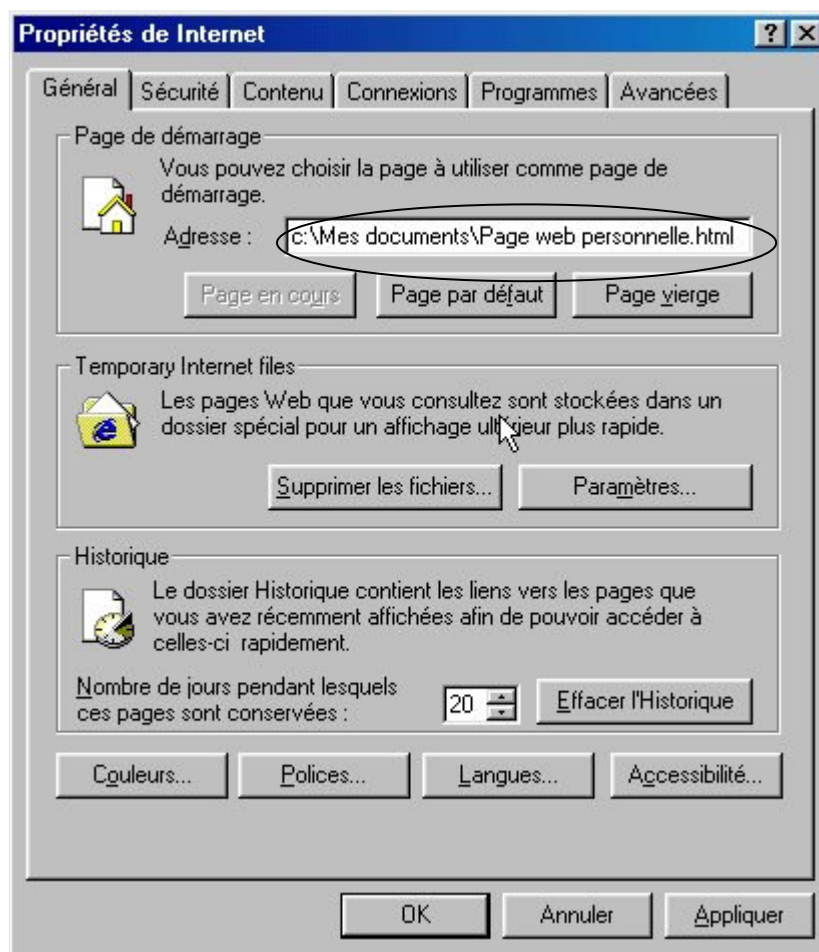 Propriétés de Internet
Général Sécurité Contenu Connexions Programmes Avancées
Page de démarrage
Vous pouvez choisir la page à utiliser comme page de
démarrage.
Adresse : c:\Mes documents\Page web personnelle.html
Page en cours Page par défaut Page vierge
Temporary Internet files
Les pages Web que vous consultez sont stockées dans un
dossier spécial pour un affichage ultérieur plus rapide.
Supprimer les fichiers... Paramètres...
Historique
Le dossier Historique contient les liens vers les pages que
vous avez récemment affichées afin de pouvoir accéder à
celles-ci rapidement.
Nombre de jours pendant lesquels
ces pages sont conservées : 20 Effacer l'Historique
Couleurs... Polices... Langues... Accessibilité...
OK Annuler Appliquer